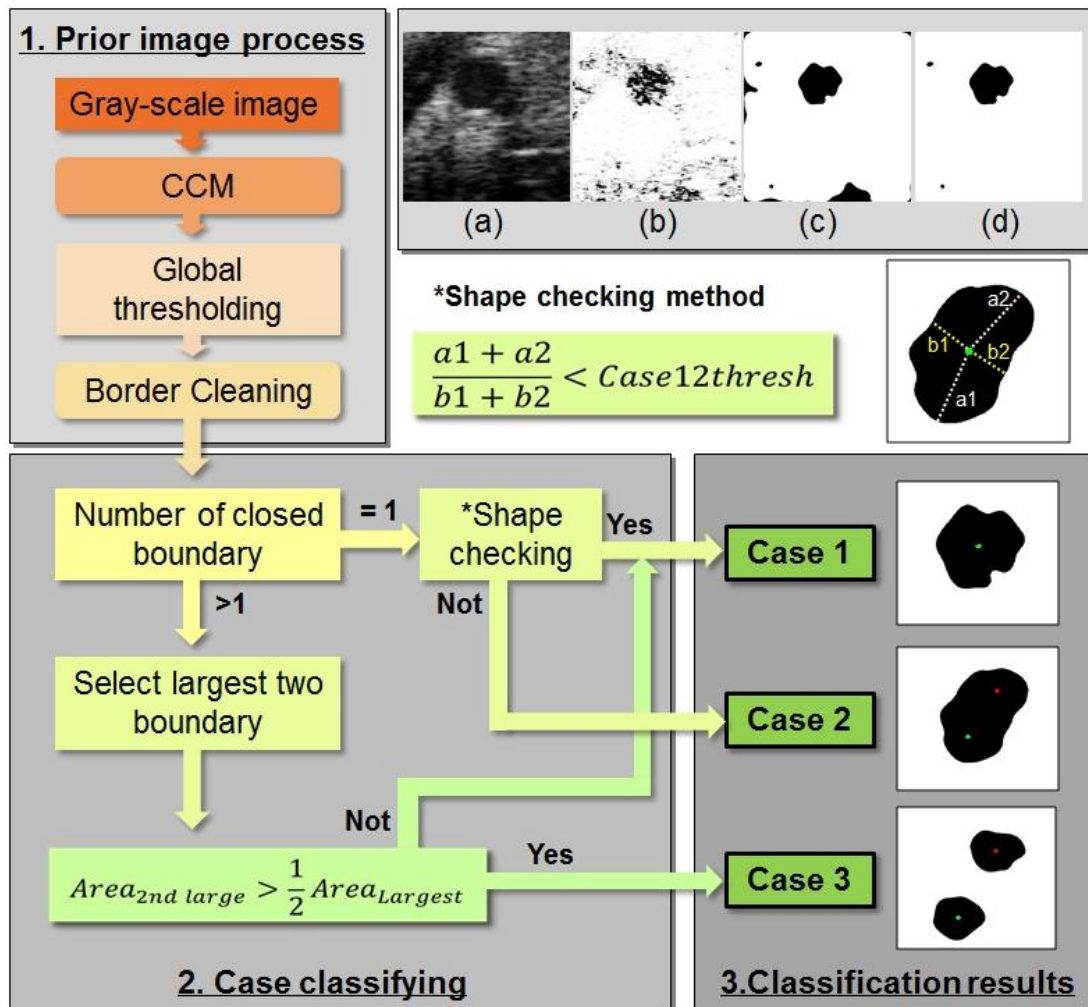 1. Prior image process
Gray-scale image
CCM
Global
thresholding
Border Cleaning
(a) (b) (c) (d)
*Shape checking method
a1 + a2
b1 + b2
< Case12thresh
a2
b1
b2
a1
Number of closed
boundary
= 1
*Shape
checking
Yes
Case 1
>1
Not
Select largest two
boundary
Case 2
Not
Area2nd large > 1/2 AreaLargest
Yes
Case 3
2. Case classifying
3.Classification results